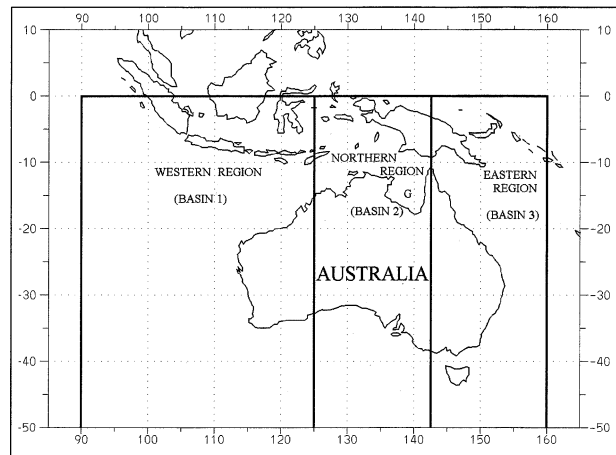 90 100 110 120 130 140 150 160
10 10
0 0
-10 -10
WESTERN REGION
(BASIN 1)
NORTHERN
REGION
G
(BASIN 2)
EASTERN
REGION
(BASIN 3)
-20 -20
AUSTRALIA
-30 -30
-40 -40
-50 -50
90 100 110 120 130 140 150 160